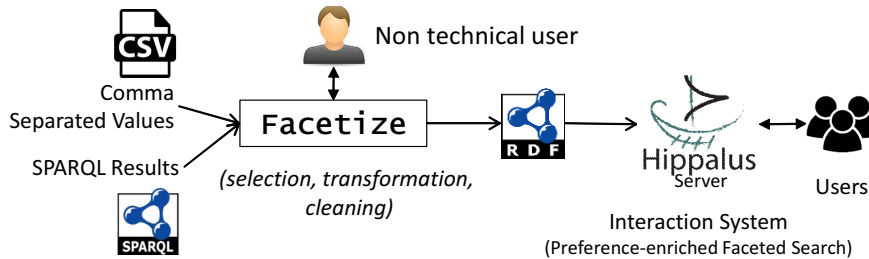 CSV
Non technical user
Comma
Separated Values
Facetize
SPARQL Results
SPARQL
(selection, transformation,
cleaning)
RDF
Hippalus
Server
Users
Interaction System
(Preference-enriched Faceted Search)